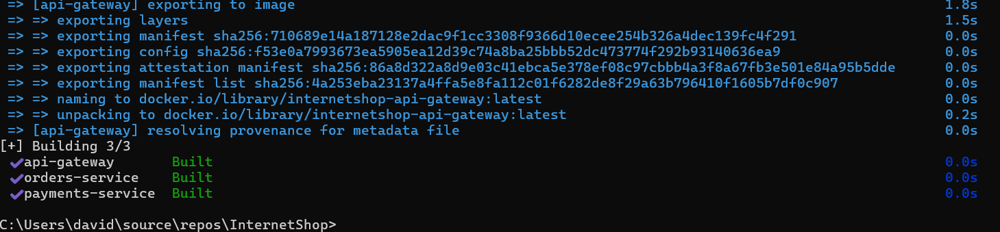 => [api-gateway] exporting to image 1.8s
=> => exporting layers 1.5s
=> => exporting manifest sha256:710689e14a187128e2dac9f1cc3308f9366d10ecee254b326a4dec139fc4f291 0.0s
=> => exporting config sha256:f53e0a7993673ea5905ea12d39c74a8ba25bbb52dc473774f292b93140636ea9 0.0s
=> => exporting attestation manifest sha256:86a8d322a8d9e03c41ebca5e378ef08c97cbbb4a3f8a67fb3e501e84a95b5dde 0.0s
=> => exporting manifest list sha256:4a253eba23137a4ffa5e8fa112c01f6282de8f29a63b796410f1605b7df0c907 0.0s
=> => naming to docker.io/library/internetshop-api-gateway:latest 0.0s
=> => unpacking to docker.io/library/internetshop-api-gateway:latest 0.2s
=> [api-gateway] resolving provenance for metadata file 0.0s
[+] Building 3/3
✔api-gateway Built 0.0s
✔orders-service Built 0.0s
✔payments-service Built 0.0s
C:\Users\david\source\repos\InternetShop>